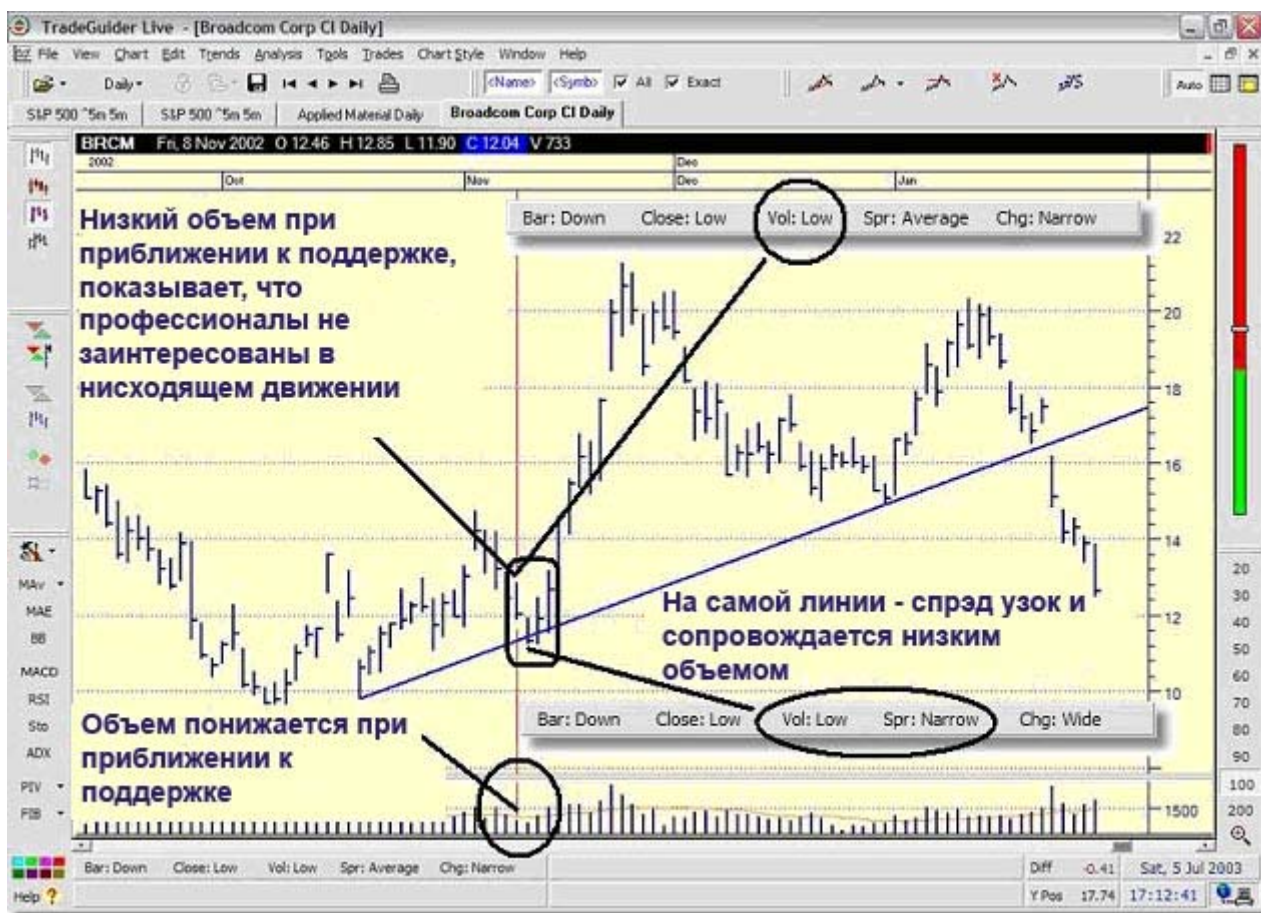 TradeGuider Live - [Broadcom Corp CI Daily]
File View Chart Edit Trends Analysis Tools Trades Chart Style Window Help
Daily <Name> <Symb> All Exact Auto
S&P 500 ^5m 5m Applied Material Daily Broadcom Corp CI Daily
S&P 500 ^5m 5m
BRCM Fri, 8 Nov 2002 O 12.46 H 12.85 L 11.90 C 12.04 V 733
2002 Dec
Oct Nov Dec Jan
Bar: Down Close: Low Vol: Low Spr: Average Chg: Narrow
Низкий объем при
приближении к поддержке,
показывает, что
профессионалы не
заинтересованы в
нисходящем движении
22
20
18
16
14
12
10
На самой линии - спрэд узок и
сопровождается низким
объемом
Bar: Down Close: Low Vol: Low Spr: Narrow Chg: Wide
Объем понижается при
приближении к
поддержке
1500
MAv
MAE
BB
MACD
RSI
Sto
ADX
PIV
FIB
20
30
40
50
60
70
80
90
100
200
Bar: Down Close: Low Vol: Low Spr: Average Chg: Narrow Diff -0.41 Sat, 5 Jul 2003
Help ? Y Pos 17.74 17:12:41